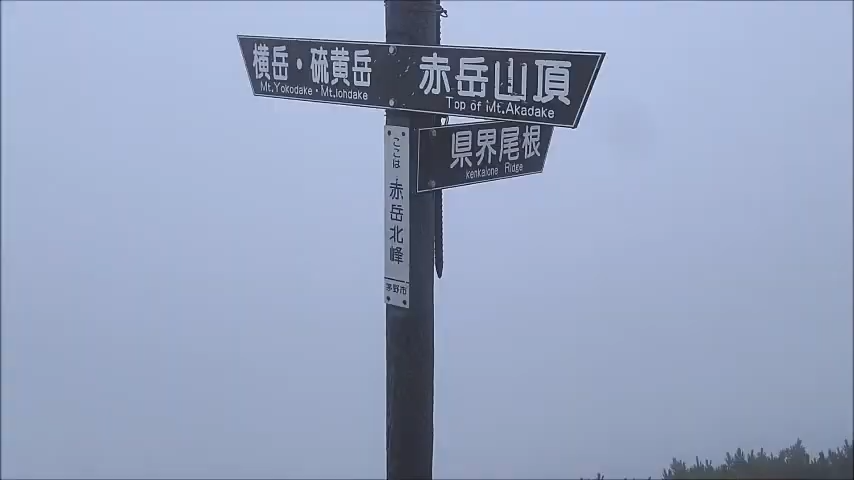 横岳・硫黄岳
Mt.Yokodake・Mt.Iohdake
赤岳山頂
Top of Mt.Akadake
県界尾根
kenkaione Ridge
ここは
赤岳北峰
茅野市